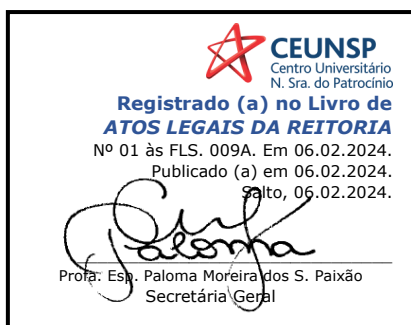 CEUNSP
Centro Universitário
N. Sra. do Patrocínio
Registrado (a) no Livro de
ATOS LEGAIS DA REITORIA
Nº 01 às FLS. 009A. Em 06.02.2024.
Publicado (a) em 06.02.2024.
Salto, 06.02.2024.
Paloma
Profa. Esp. Paloma Moreira dos S. Paixão
Secretária Geral